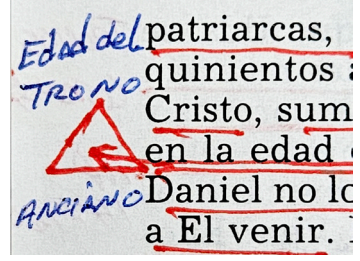 Edad del
TRONO
ANCIANO
patriarcas,
quinientos
Cristo, sum
en la edad
Daniel no lo
a El venir.